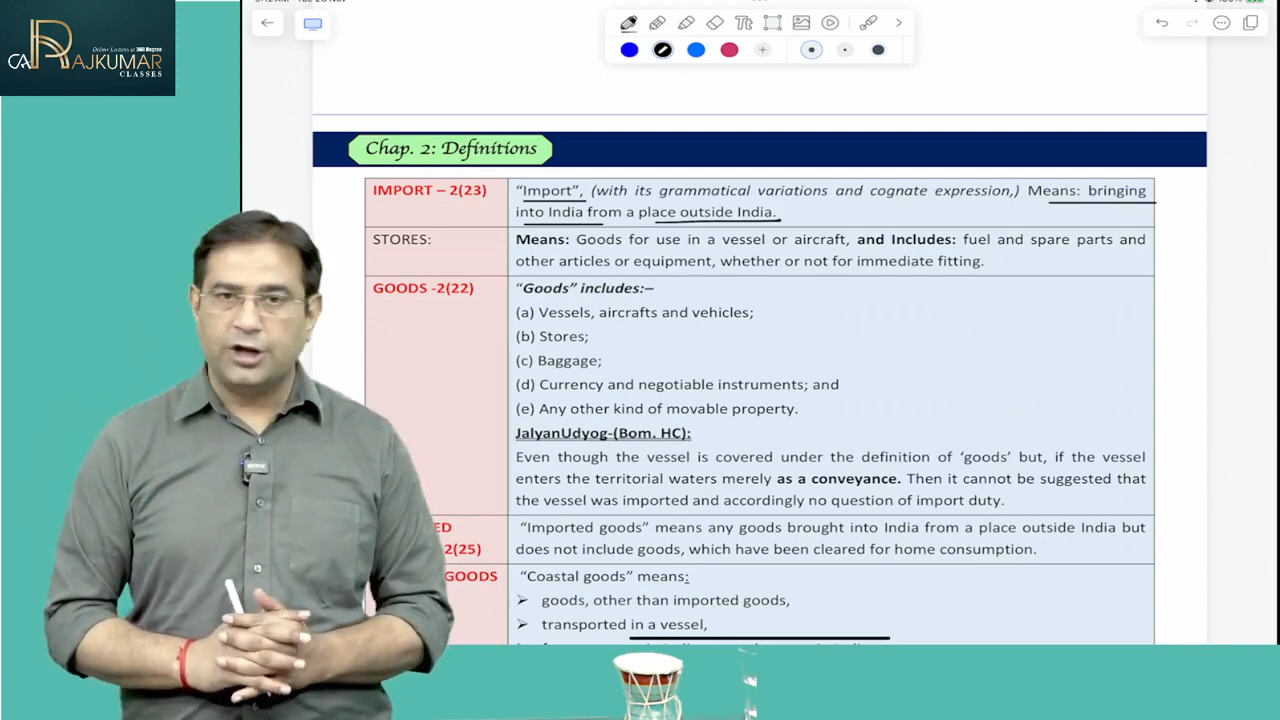 Deliver Lectures at 360 Degree
CA RAJKUMAR
CLASSES
Tt
Chap. 2: Definitions
IMPORT – 2(23)
“Import”, (with its grammatical variations and cognate expression,) Means: bringing
into India from a place outside India.
STORES:
Means: Goods for use in a vessel or aircraft, and Includes: fuel and spare parts and
other articles or equipment, whether or not for immediate fitting.
GOODS -2(22)
“Goods” includes:–
(a) Vessels, aircrafts and vehicles;
(b) Stores;
(c) Baggage;
(d) Currency and negotiable instruments; and
(e) Any other kind of movable property.
JalyanUdyog-(Bom. HC):
Even though the vessel is covered under the definition of ‘goods’ but, if the vessel
enters the territorial waters merely as a conveyance. Then it cannot be suggested that
the vessel was imported and accordingly no question of import duty.
ED
2(25)
“Imported goods” means any goods brought into India from a place outside India but
does not include goods, which have been cleared for home consumption.
GOODS
“Coastal goods” means:
➢ goods, other than imported goods,
➢ transported in a vessel,